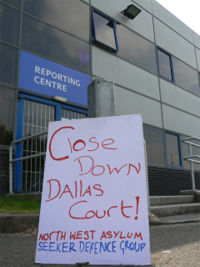 REPORTING
CENTRE
Close
Down
Dallas
Court!
NORTH WEST ASYLUM
SEEKER DEFENCE GROUP